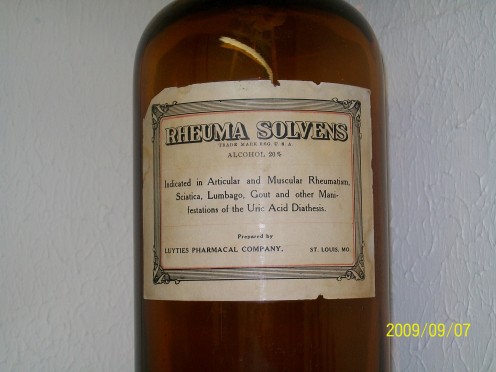 RHEUMA SOLVENS
TRADE MARK REG. U S A
ALCOHOL 20%
Indicated in Articular and Muscular Rheumatism,
Sciatica, Lumbago, Gout and other Mani-
festations of the Uric Acid Diathesis.
Prepared by
LUYTIES PHARMACAL COMPANY, ST. LOUIS, MO.
2009/09/07